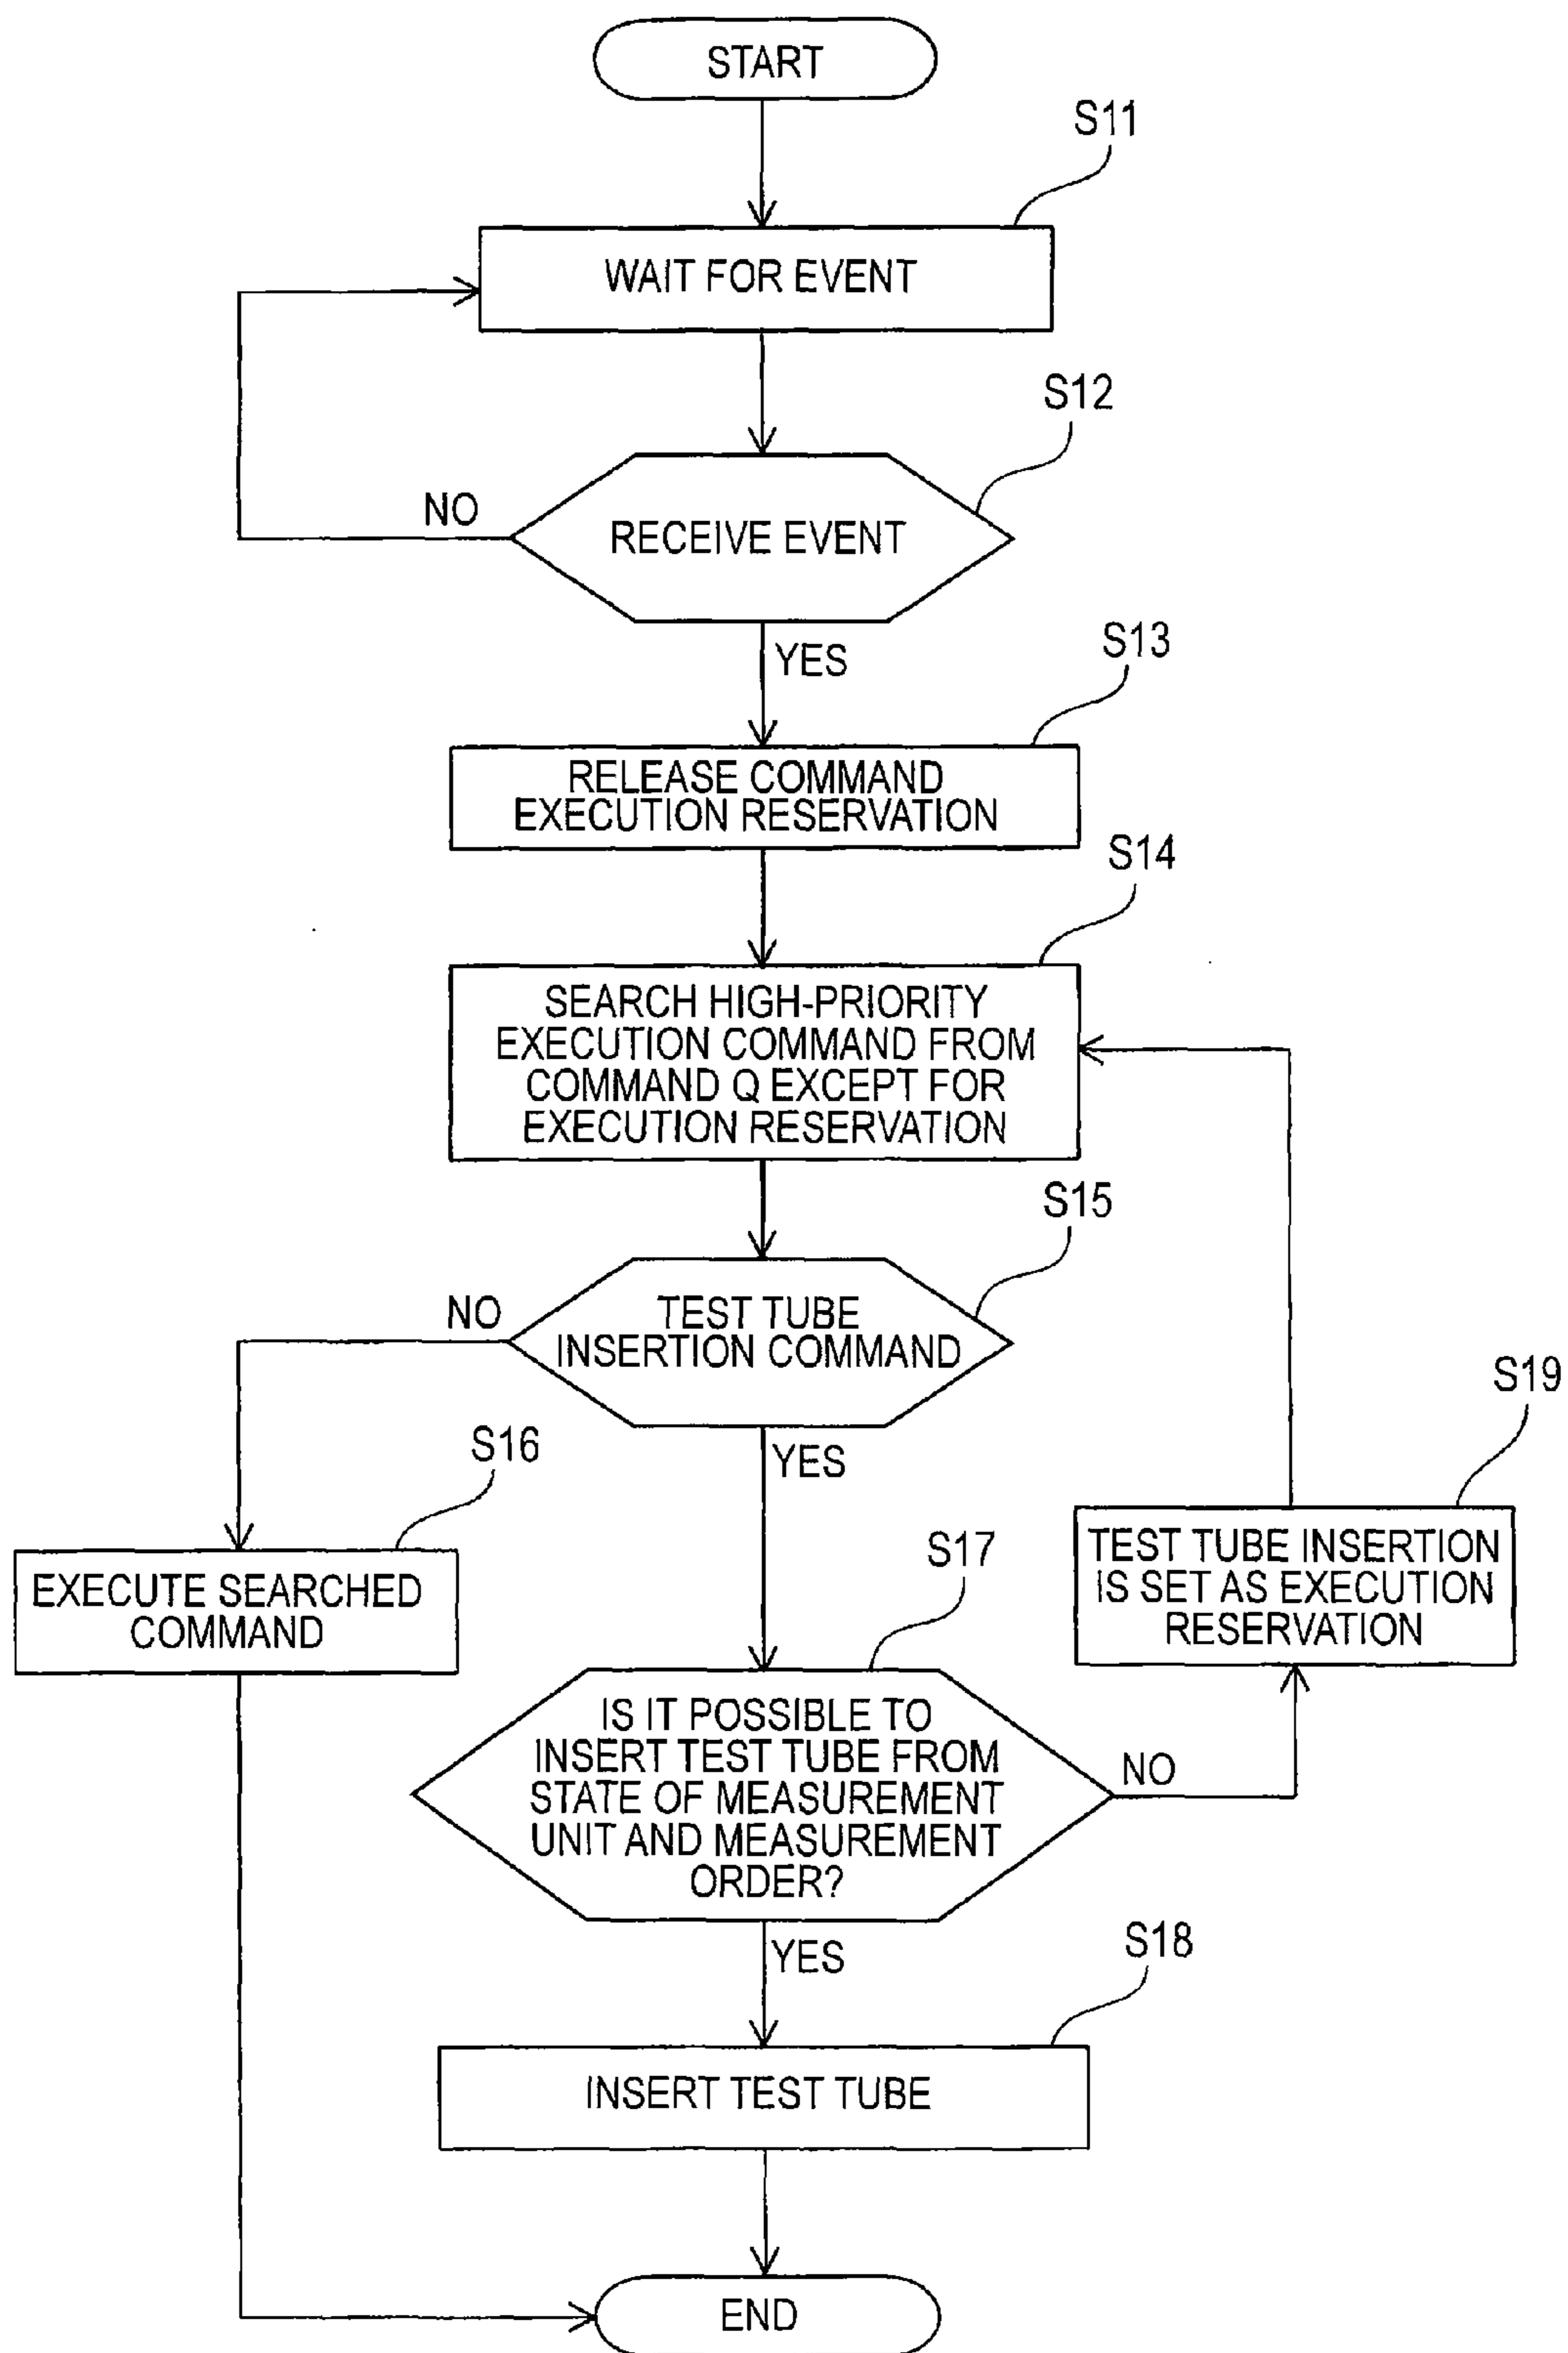 START
S11
WAIT FOR EVENT
S12
NO
RECEIVE EVENT
YES
S13
RELEASE COMMAND
EXECUTION RESERVATION
S14
SEARCH HIGH-PRIORITY
EXECUTION COMMAND FROM
COMMAND Q EXCEPT FOR
EXECUTION RESERVATION
S15
NO
TEST TUBE
INSERTION COMMAND
YES
S16
EXECUTE SEARCHED
COMMAND
S19
TEST TUBE INSERTION
IS SET AS EXECUTION
RESERVATION
S17
IS IT POSSIBLE TO
INSERT TEST TUBE FROM
STATE OF MEASUREMENT
UNIT AND MEASUREMENT
ORDER?
NO
YES
S18
INSERT TEST TUBE
END